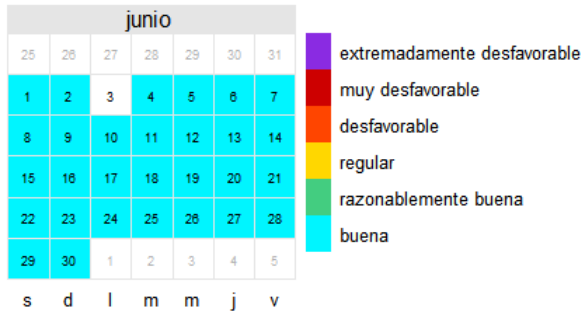 junio
25 26 27 28 29 30 31
1 2 3 4 5 6 7
8 9 10 11 12 13 14
15 16 17 18 19 20 21
22 23 24 25 26 27 28
29 30 1 2 3 4 5
s d l m m j v
extremadamente desfavorable
muy desfavorable
desfavorable
regular
razonablemente buena
buena